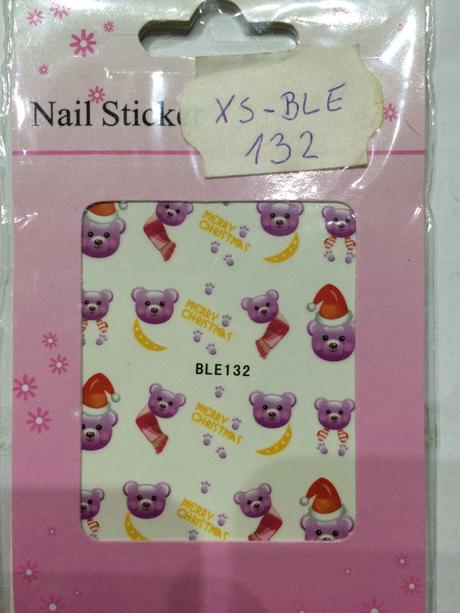 Nail Sticker
XS-BLE
132
MERRY
CHRISTMAS
MERRY
CHRISTMAS
BLE132
MERRY
CHRISTMAS
MERRY
CHRISTMAS